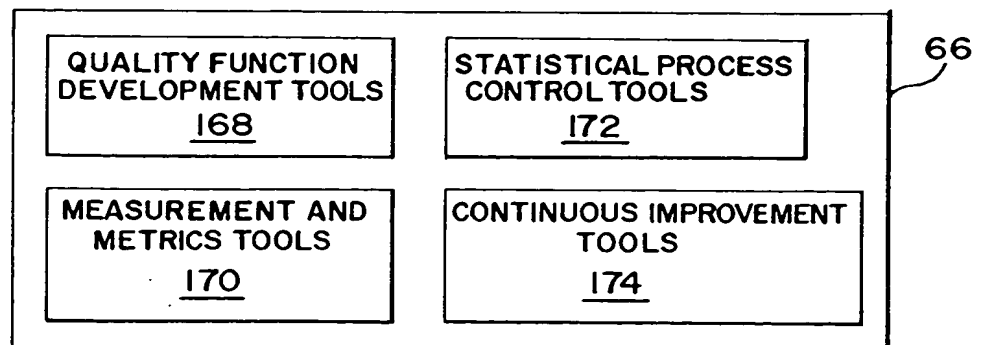 QUALITY FUNCTION
DEVELOPMENT TOOLS
168
STATISTICAL PROCESS
CONTROL TOOLS
172
66
MEASUREMENT AND
METRICS TOOLS
170
CONTINUOUS IMPROVEMENT
TOOLS
174